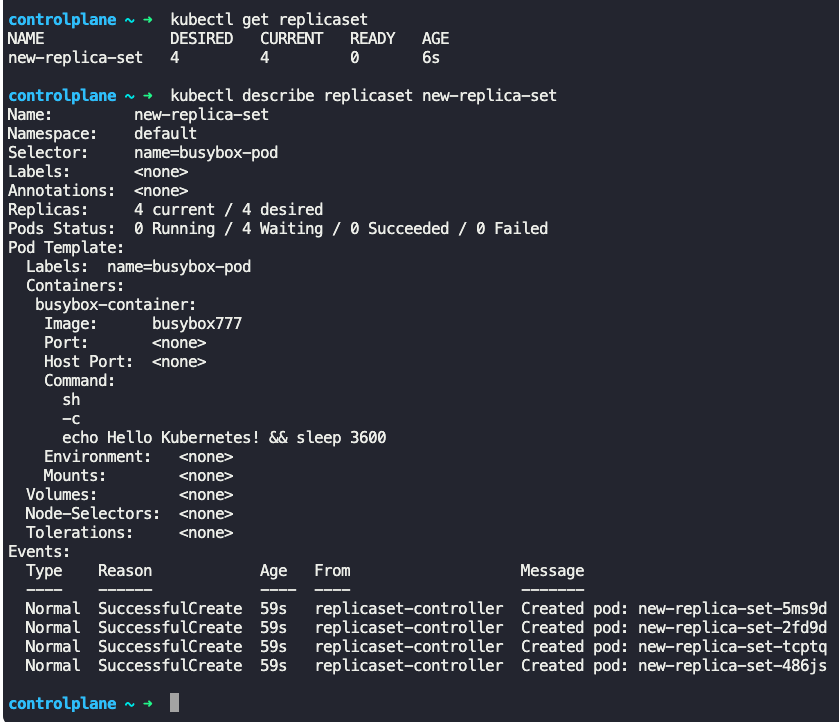 controlplane ~ → kubectl get replicaset
NAME DESIRED CURRENT READY AGE
new-replica-set 4 4 0 6s
controlplane ~ → kubectl describe replicaset new-replica-set
Name: new-replica-set
Namespace: default
Selector: name=busybox-pod
Labels: <none>
Annotations: <none>
Replicas: 4 current / 4 desired
Pods Status: 0 Running / 4 Waiting / 0 Succeeded / 0 Failed
Pod Template:
Labels: name=busybox-pod
Containers:
busybox-container:
Image: busybox777
Port: <none>
Host Port: <none>
Command:
sh
-c
echo Hello Kubernetes! && sleep 3600
Environment: <none>
Mounts: <none>
Volumes: <none>
Node-Selectors: <none>
Tolerations: <none>
Events:
Type Reason Age From Message
---- ------ ---- ---- -------
Normal SuccessfulCreate 59s replicaset-controller Created pod: new-replica-set-5ms9d
Normal SuccessfulCreate 59s replicaset-controller Created pod: new-replica-set-2fd9d
Normal SuccessfulCreate 59s replicaset-controller Created pod: new-replica-set-tcptq
Normal SuccessfulCreate 59s replicaset-controller Created pod: new-replica-set-486js
controlplane ~ →